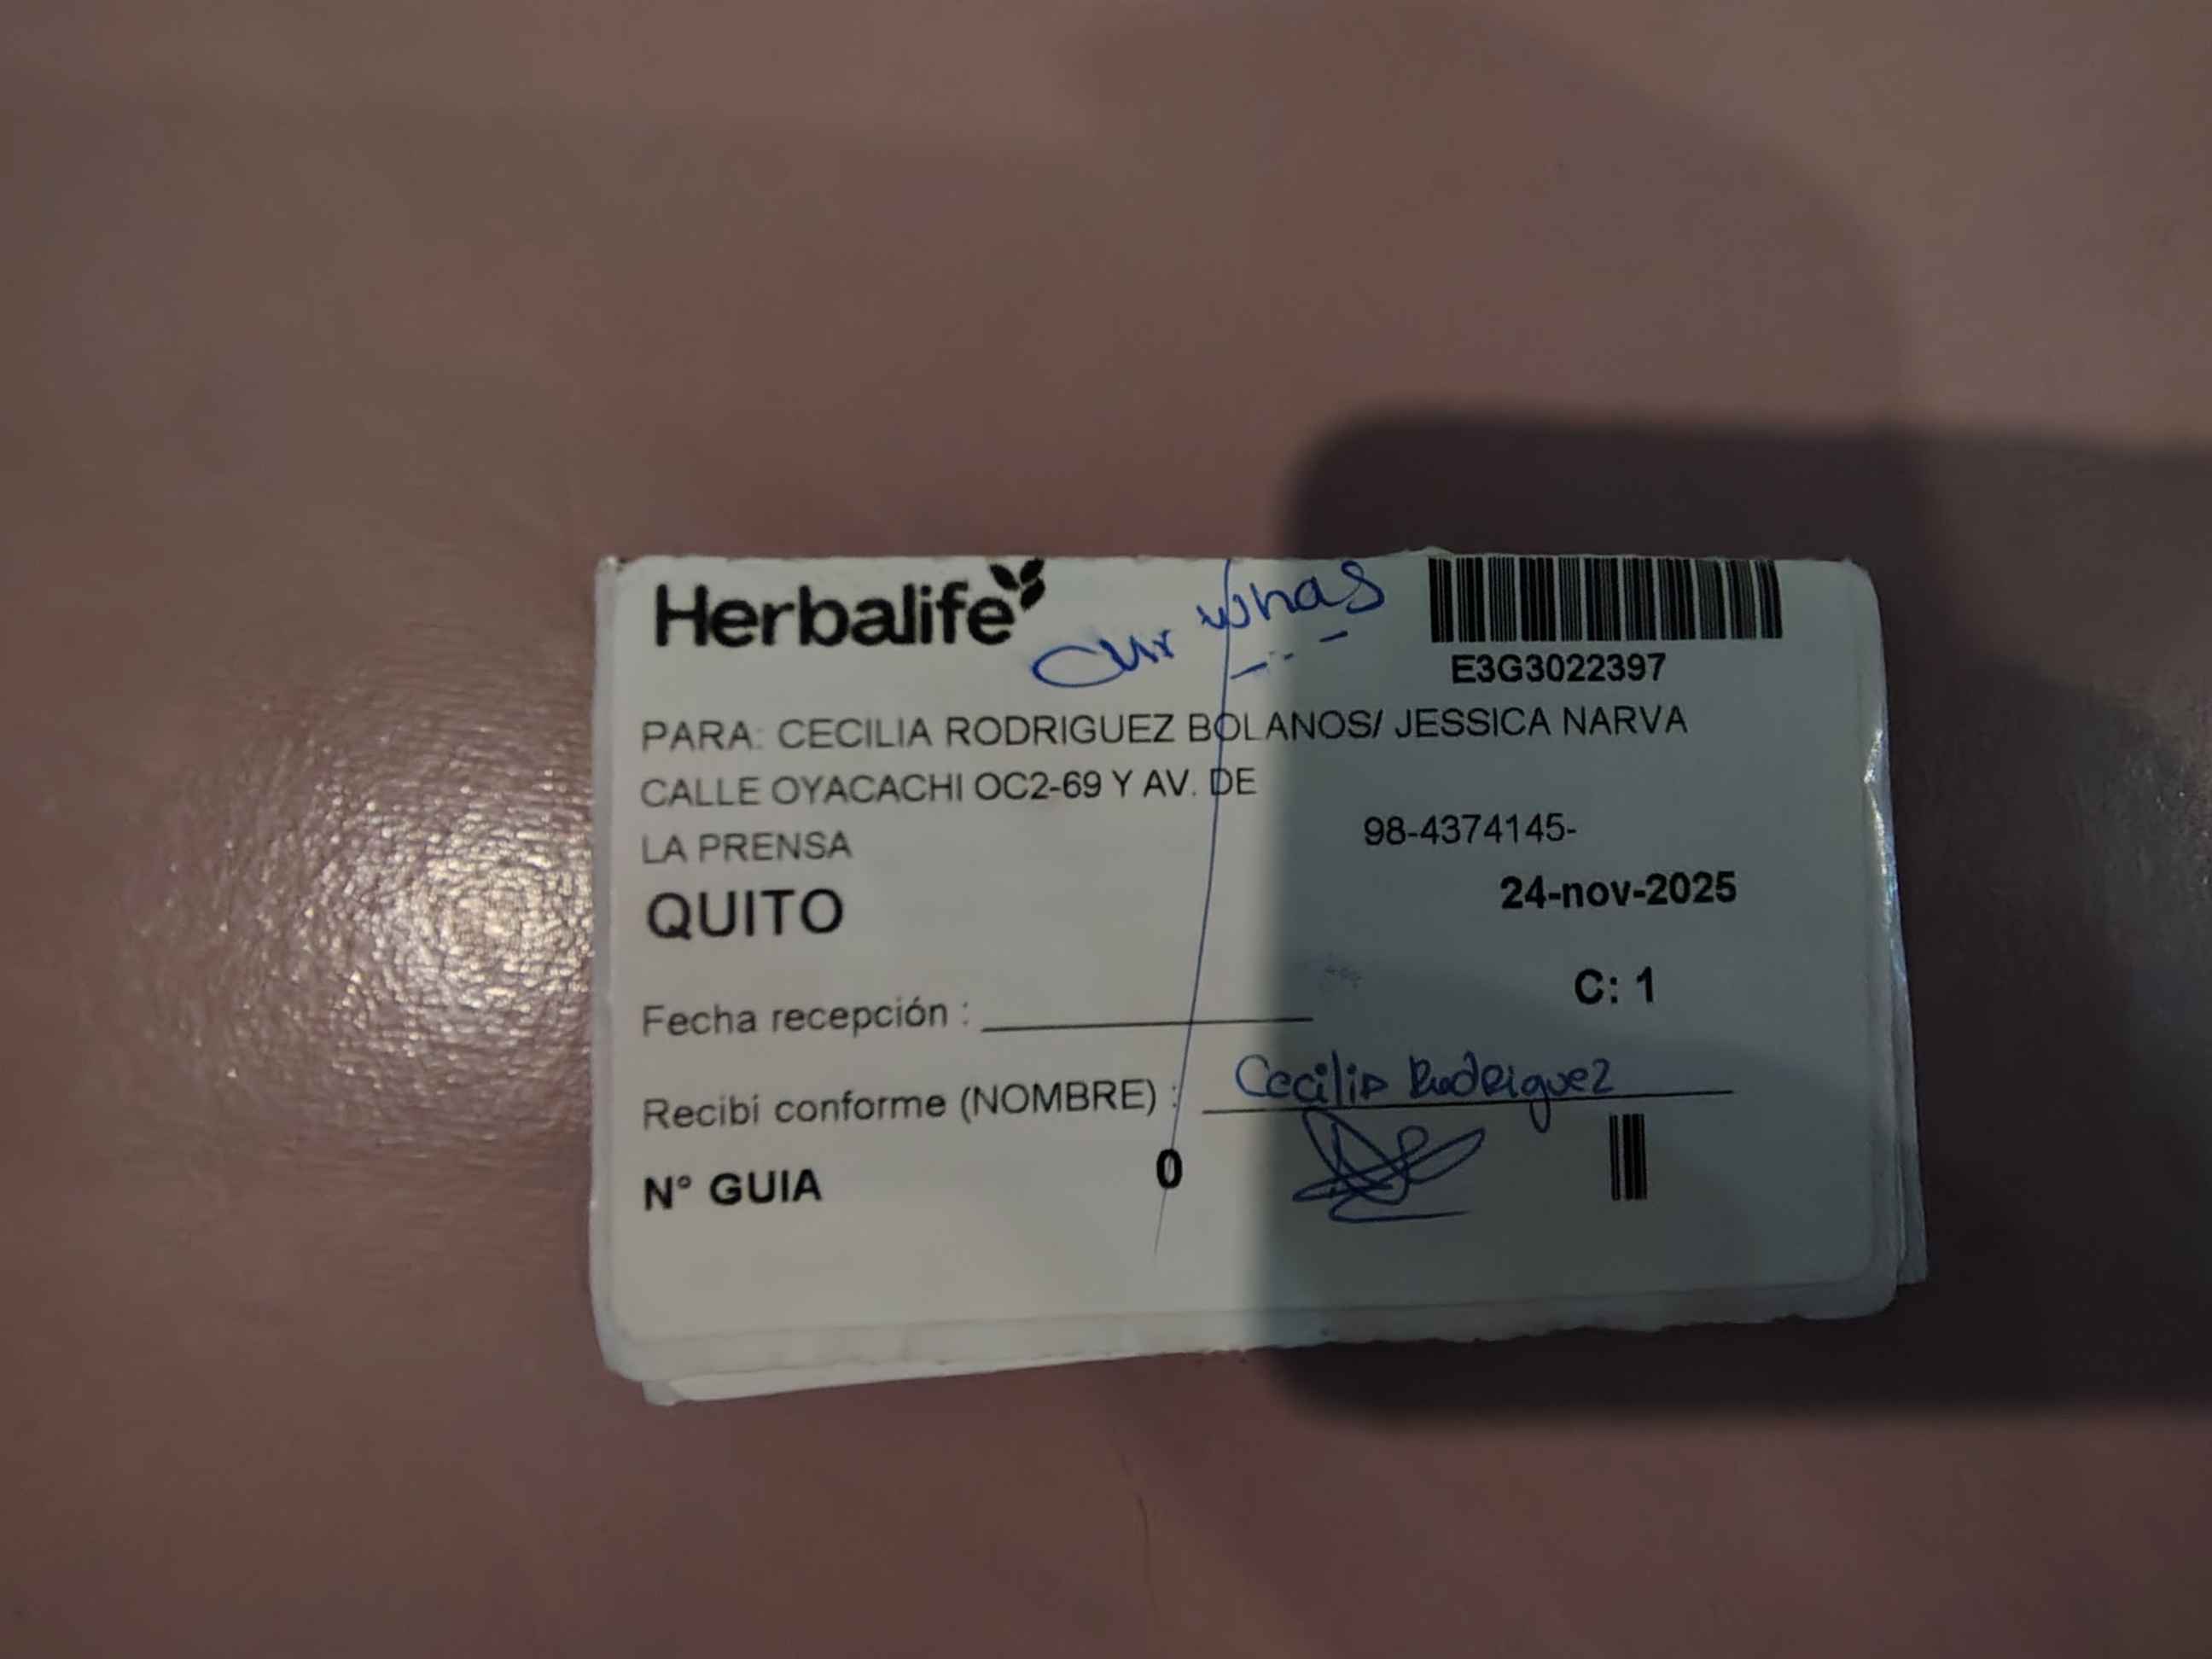 Herbalife
whas
E3G3022397
PARA: CECILIA RODRIGUEZ BOLANOS/ JESSICA NARVA
CALLE OYACACHI OC2-69 Y AV. DE
LA PRENSA
98-4374145-
QUITO
24-nov-2025
C: 1
Fecha recepción :
Recibí conforme (NOMBRE) : Cecilia Rodriguez
N° GUIA 0